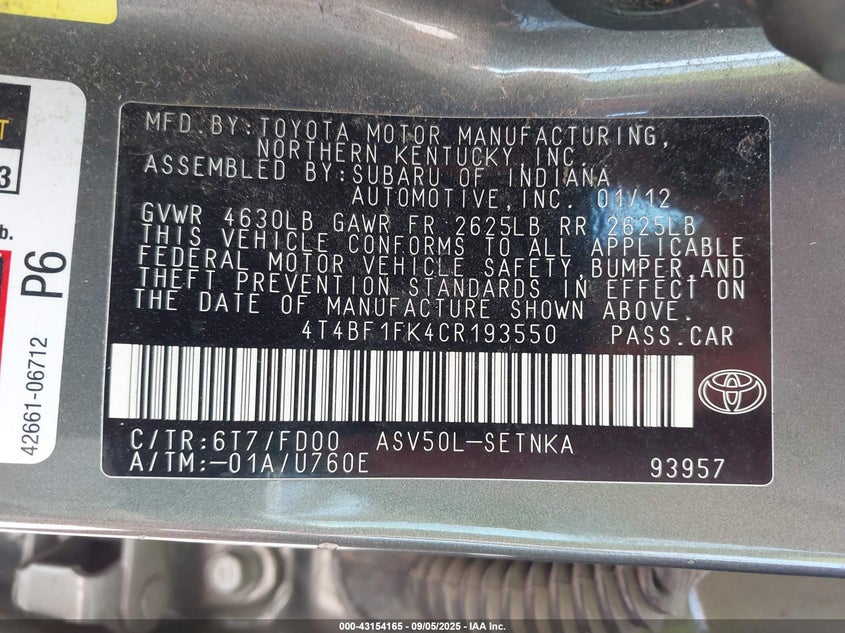 MFD.BY:TOYOTA MOTOR MANUFACTURING,
NORTHERN KENTUCKY, INC.
ASSEMBLED BY:SUBARU OF INDIANA
AUTOMOTIVE,INC. 01/12
GVWR 4630LB GAWR FR 2625LB RR 2625LB
THIS VEHICLE CONFORMS TO ALL APPLICABLE
FEDERAL MOTOR VEHICLE SAFETY,BUMPER,AND
THEFT PREVENTION STANDARDS IN EFFECT ON
THE DATE OF MANUFACTURE SHOWN ABOVE.
4T4BF1FK4CR193550 PASS.CAR
C/TR:6T7/FD00 ASV50L-SETNKA
A/TM:-01A/U760E 93957
T
3
b.
P6
42661-06712
000-43154165 - 09/05/2025 - IAA Inc.